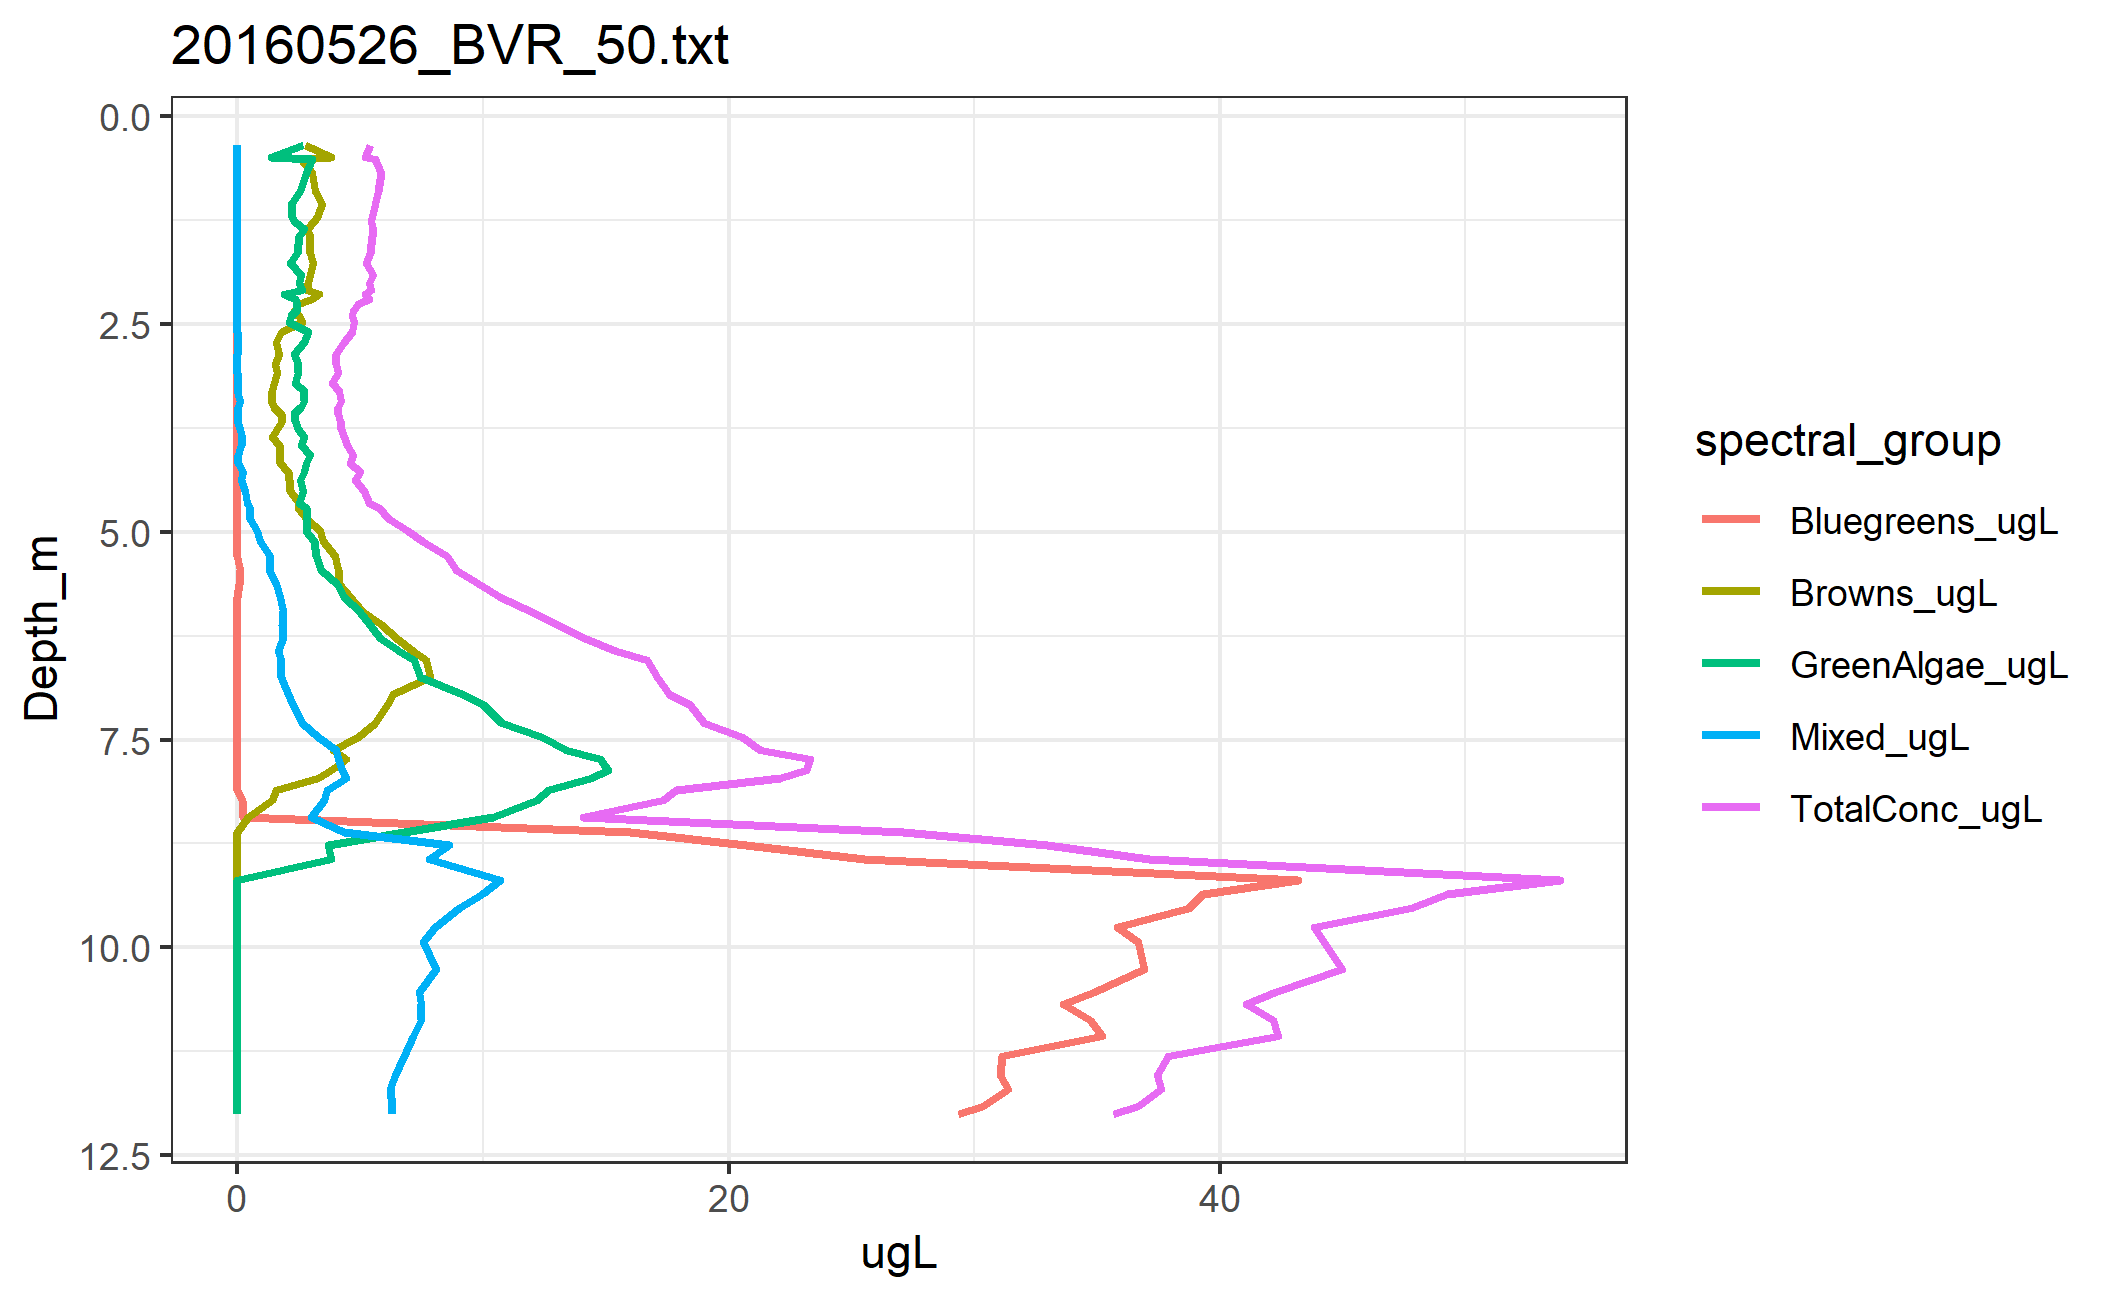 20160526_BVR_50.txt
0.0
2.5
5.0
7.5
10.0
12.5
Depth_m
0 20 40
ugL
spectral_group
Bluegreens_ugL
Browns_ugL
GreenAlgae_ugL
Mixed_ugL
TotalConc_ugL